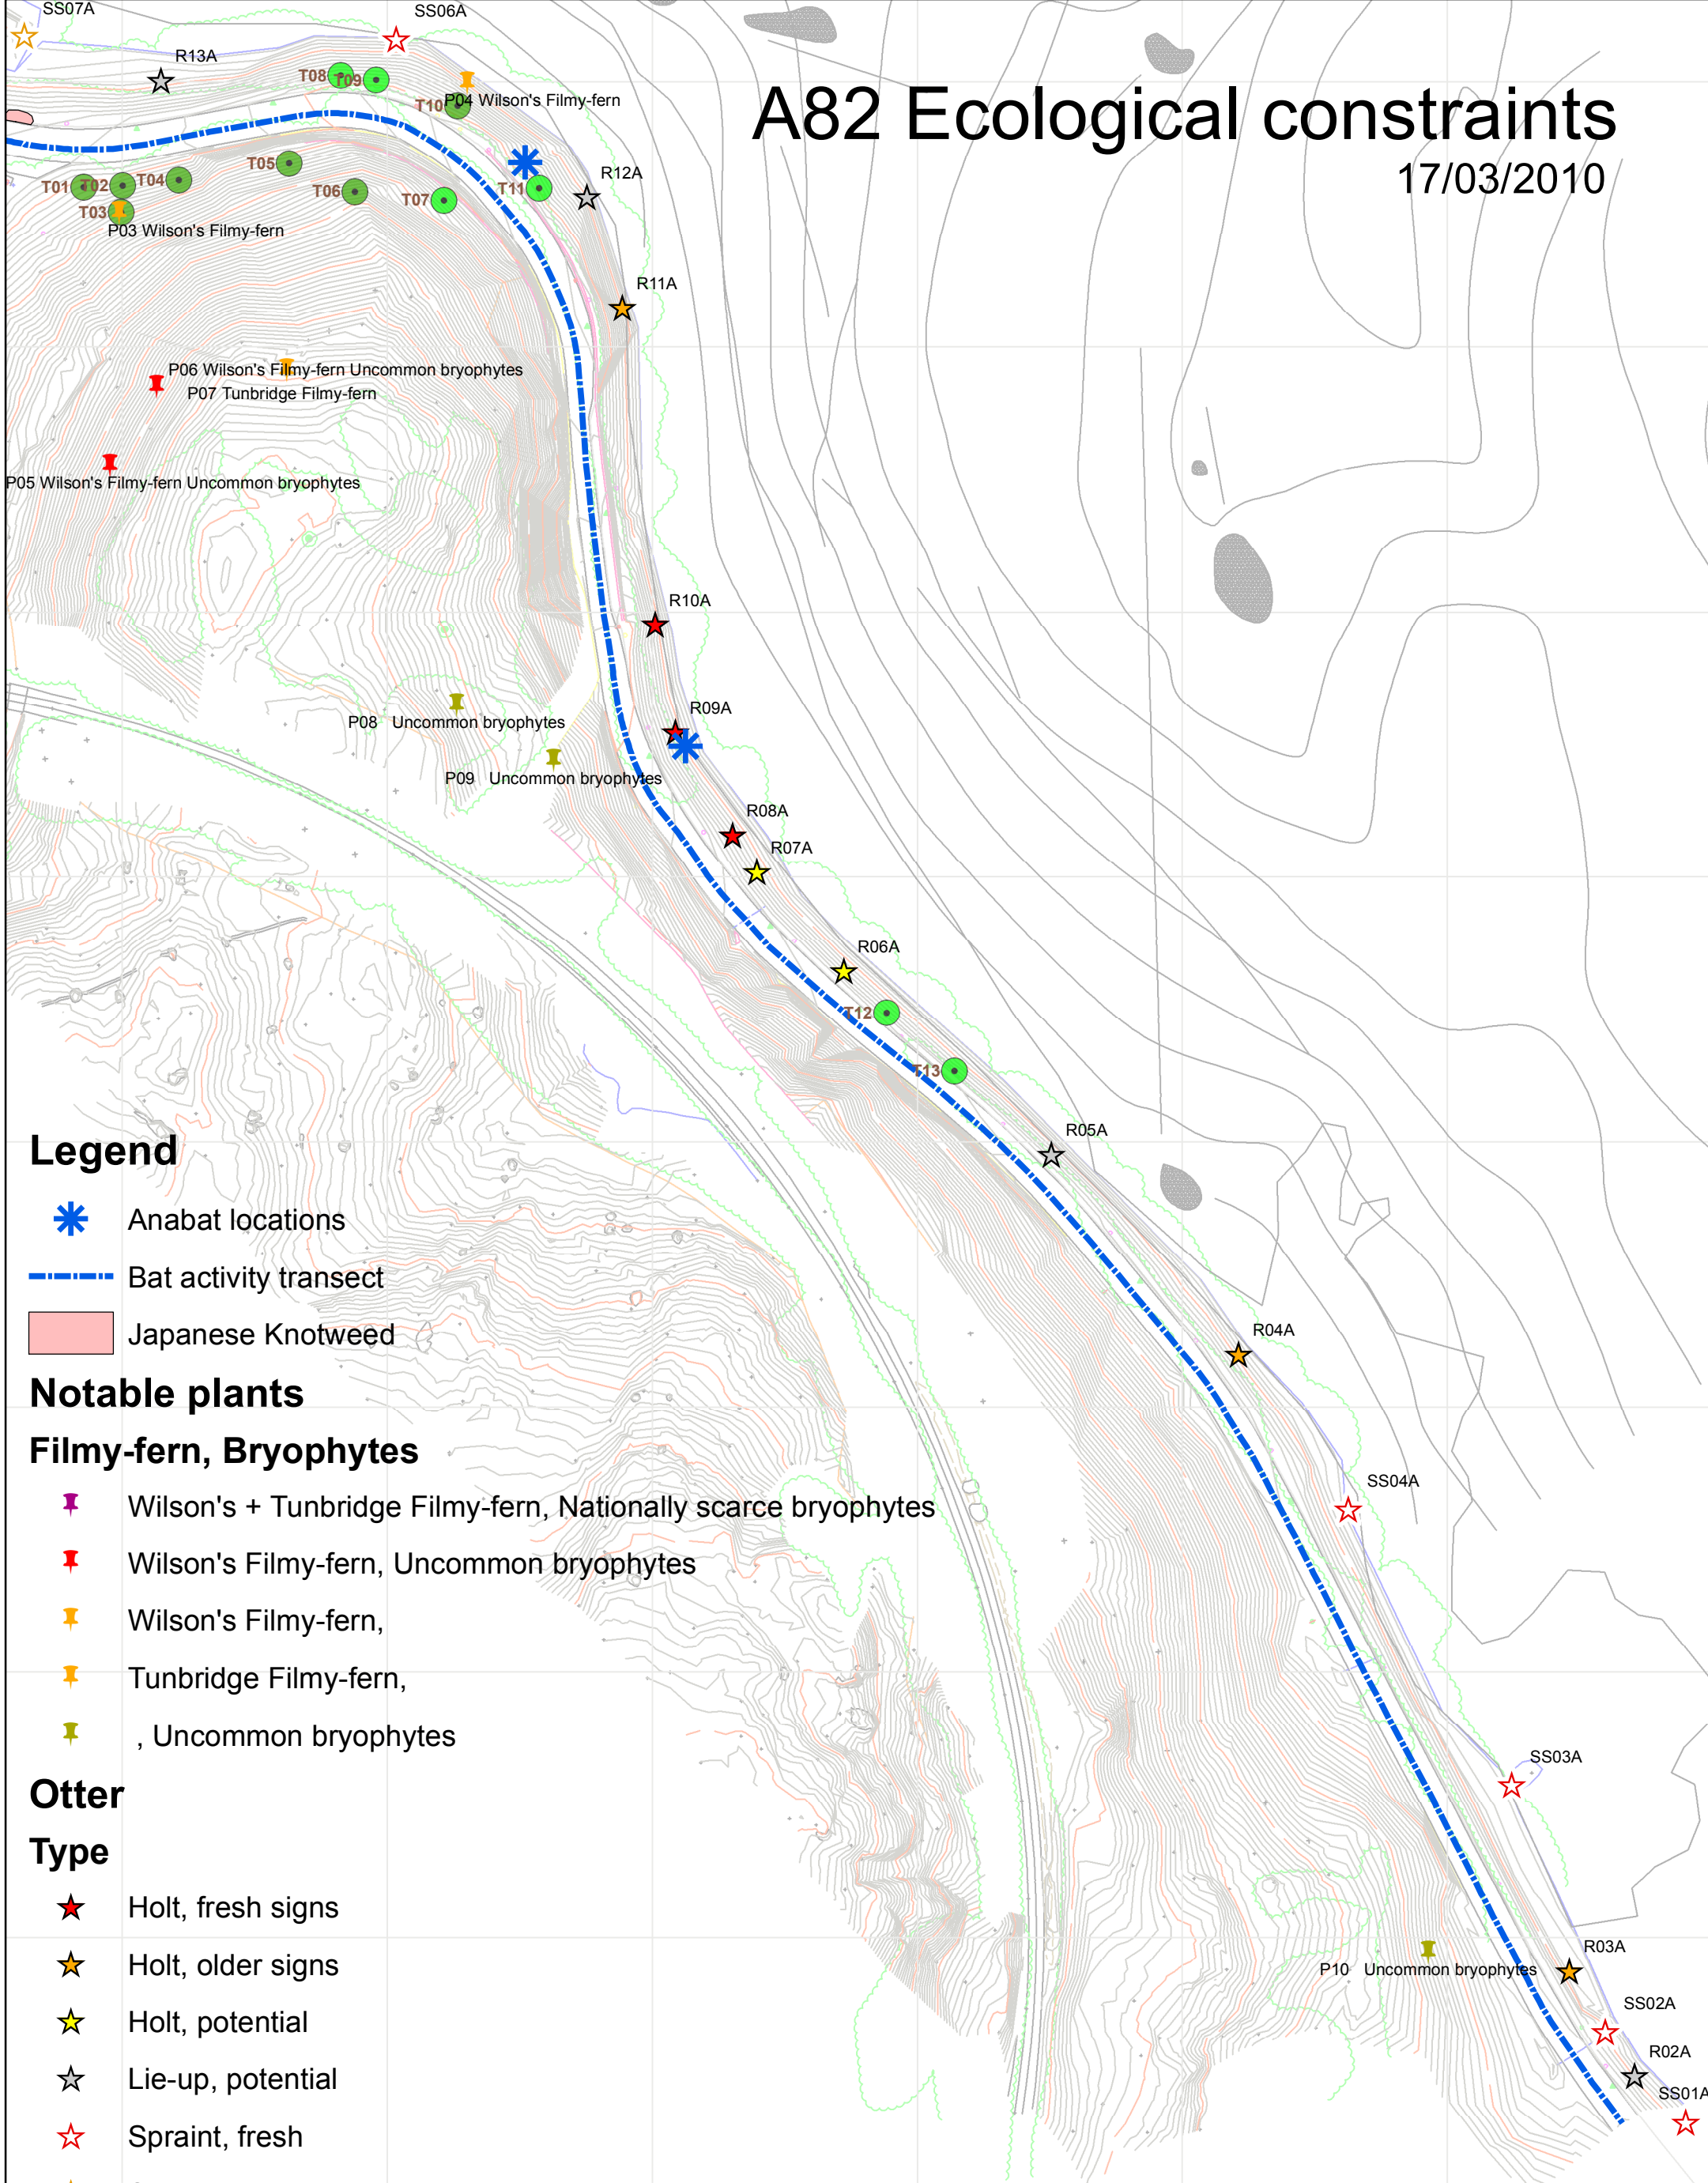 SS07A
SS06A
R13A
T08
T09
T10
P04 Wilson's Filmy-fern
A82 Ecological constraints
17/03/2010
T05
T01
T02
T04
T06
T07
T11
R12A
T03
P03 Wilson's Filmy-fern
R11A
P06 Wilson's Filmy-fern Uncommon bryophytes
P07 Tunbridge Filmy-fern
P05 Wilson's Filmy-fern Uncommon bryophytes
R10A
R09A
P08 Uncommon bryophytes
P09 Uncommon bryophytes
R08A
R07A
R06A
T12
T13
R05A
R04A
SS04A
SS03A
R03A
P10 Uncommon bryophytes
SS02A
R02A
SS01A
Legend
Anabat locations
Bat activity transect
Japanese Knotweed
Notable plants
Filmy-fern, Bryophytes
Wilson's + Tunbridge Filmy-fern, Nationally scarce bryophytes
Wilson's Filmy-fern, Uncommon bryophytes
Wilson's Filmy-fern,
Tunbridge Filmy-fern,
, Uncommon bryophytes
Otter
Type
Holt, fresh signs
Holt, older signs
Holt, potential
Lie-up, potential
Spraint, fresh